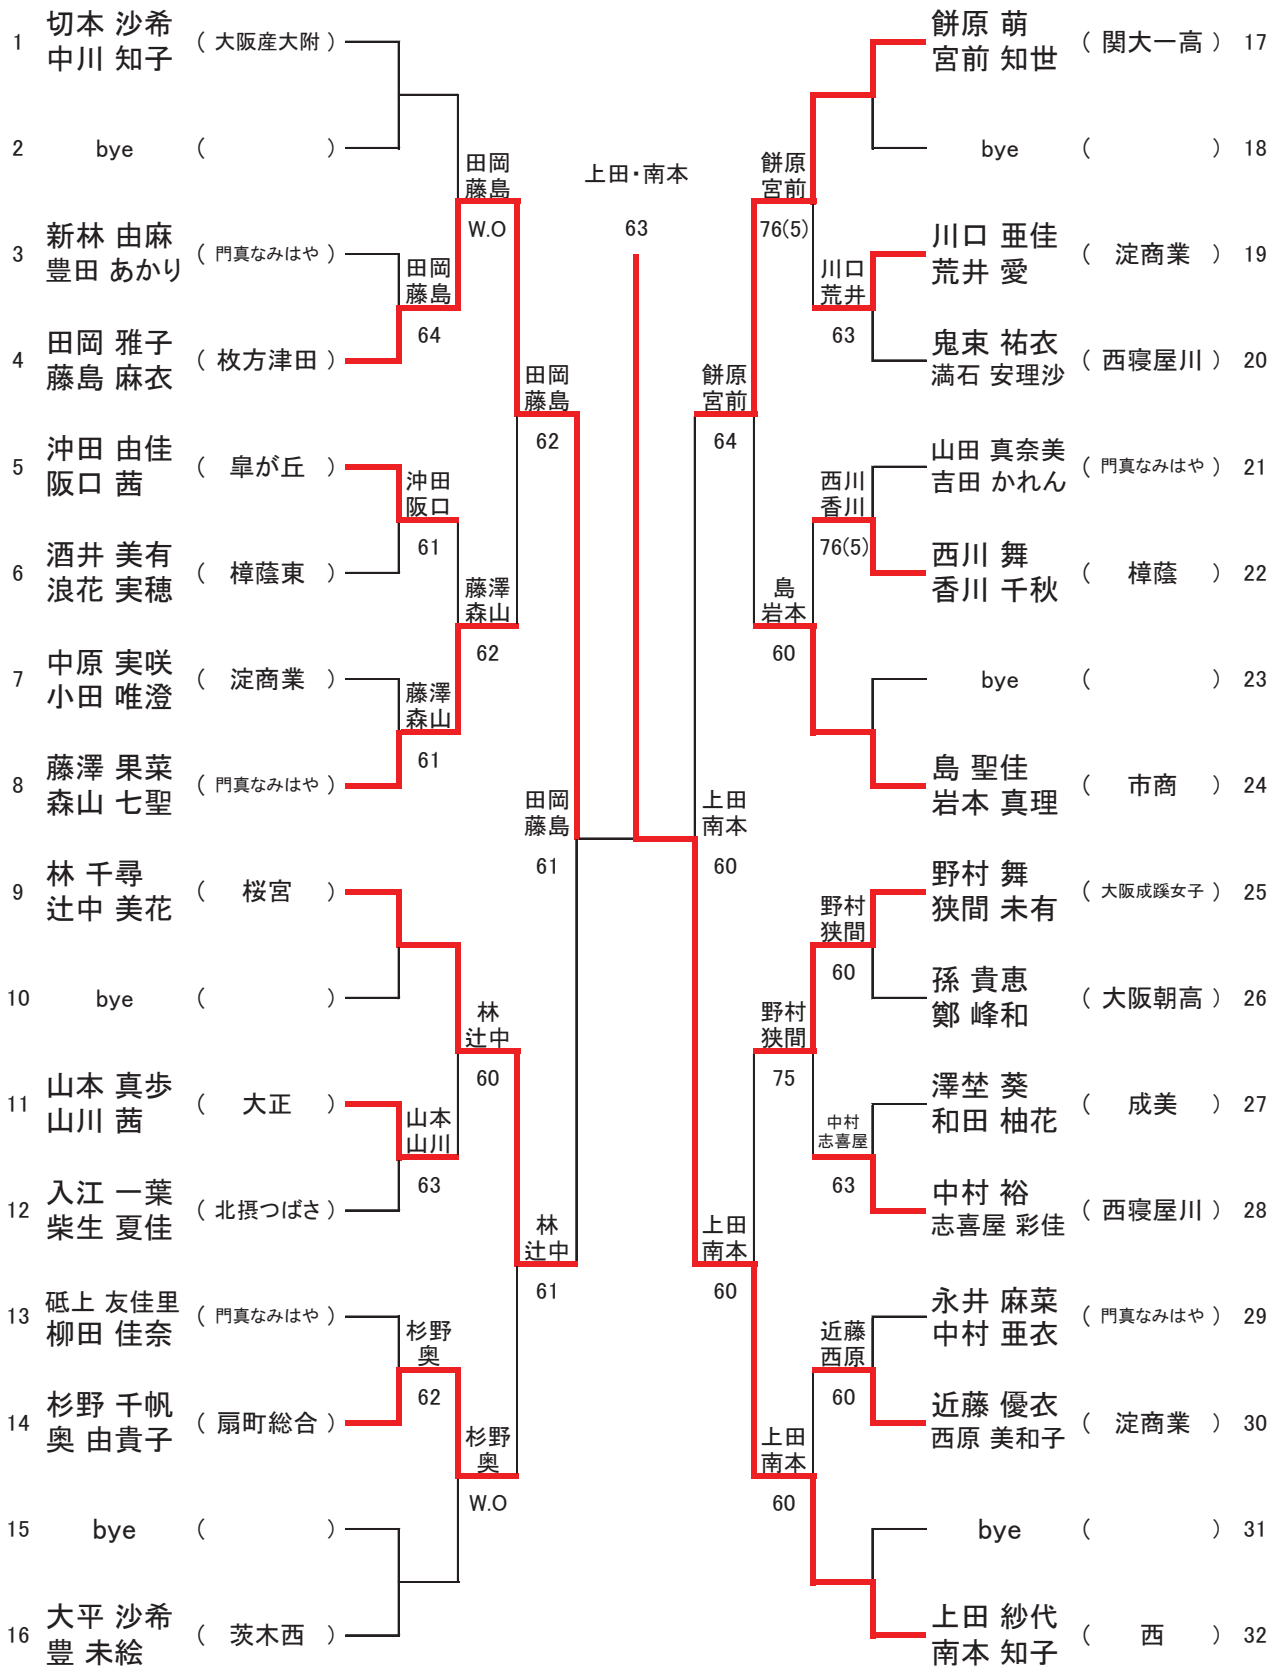 1 切本 沙希 中川 知子 ( 大阪産大附 )
2 bye ( )
3 新林 由麻 豊田 あかり ( 門真なみはや )
4 田岡 雅子 藤島 麻衣 ( 枚方津田 )
5 沖田 由佳 阪口 茜 ( 皐が丘 )
6 酒井 美有 浪花 実穂 ( 樟蔭東 )
7 中原 実咲 小田 唯澄 ( 淀商業 )
8 藤澤 果菜 森山 七聖 ( 門真なみはや )
9 林 千尋 辻中 美花 ( 桜宮 )
10 bye ( )
11 山本 真歩 山川 茜 ( 大正 )
12 入江 一葉 柴生 夏佳 ( 北摂つばさ )
13 砥上 友佳里 柳田 佳奈 ( 門真なみはや )
14 杉野 千帆 奥 由貴子 ( 扇町総合 )
15 bye ( )
16 大平 沙希 豊 未絵 ( 茨木西 )
田岡
藤島
64
沖田
阪口
61
藤澤
森山
61
山本
山川
63
杉野
奥
62
田岡
藤島
W.O
藤澤
森山
62
林
辻中
60
杉野
奥
W.O
田岡
藤島
62
林
辻中
61
田岡
藤島
61
上田・南本
63
上田
南本
60
餅原
宮前
64
上田
南本
60
餅原
宮前
76(5)
島
岩本
60
野村
狭間
75
上田
南本
60
川口
荒井
63
西川
香川
76(5)
野村
狭間
60
中村
志喜屋
63
近藤
西原
60
餅原 萌 宮前 知世 ( 関大一高 ) 17
bye ( ) 18
川口 亜佳 荒井 愛 ( 淀商業 ) 19
鬼束 祐衣 満石 安理沙 ( 西寝屋川 ) 20
山田 真奈美 吉田 かれん ( 門真なみはや ) 21
西川 舞 香川 千秋 ( 樟蔭 ) 22
bye ( ) 23
島 聖佳 岩本 真理 ( 市商 ) 24
野村 舞 狭間 未有 ( 大阪成蹊女子 ) 25
孫 貴恵 鄭 峰和 ( 大阪朝高 ) 26
澤埜 葵 和田 柚花 ( 成美 ) 27
中村 裕 志喜屋 彩佳 ( 西寝屋川 ) 28
永井 麻菜 中村 亜衣 ( 門真なみはや ) 29
近藤 優衣 西原 美和子 ( 淀商業 ) 30
bye ( ) 31
上田 紗代 南本 知子 ( 西 ) 32